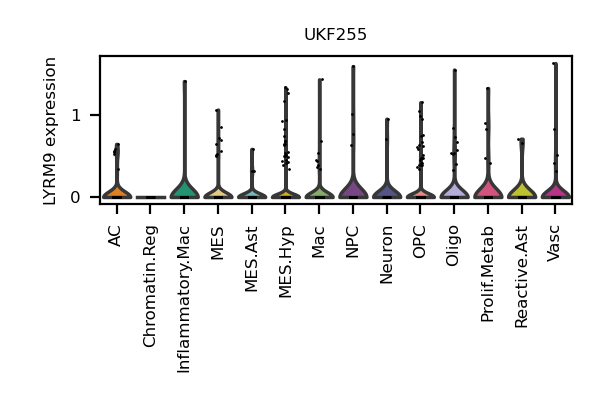 UKF255
LYRM9 expression
1
0
AC
Chromatin.Reg
Inflammatory.Mac
MES
MES.Ast
MES.Hyp
Mac
NPC
Neuron
OPC
Oligo
Prolif.Metab
Reactive.Ast
Vasc